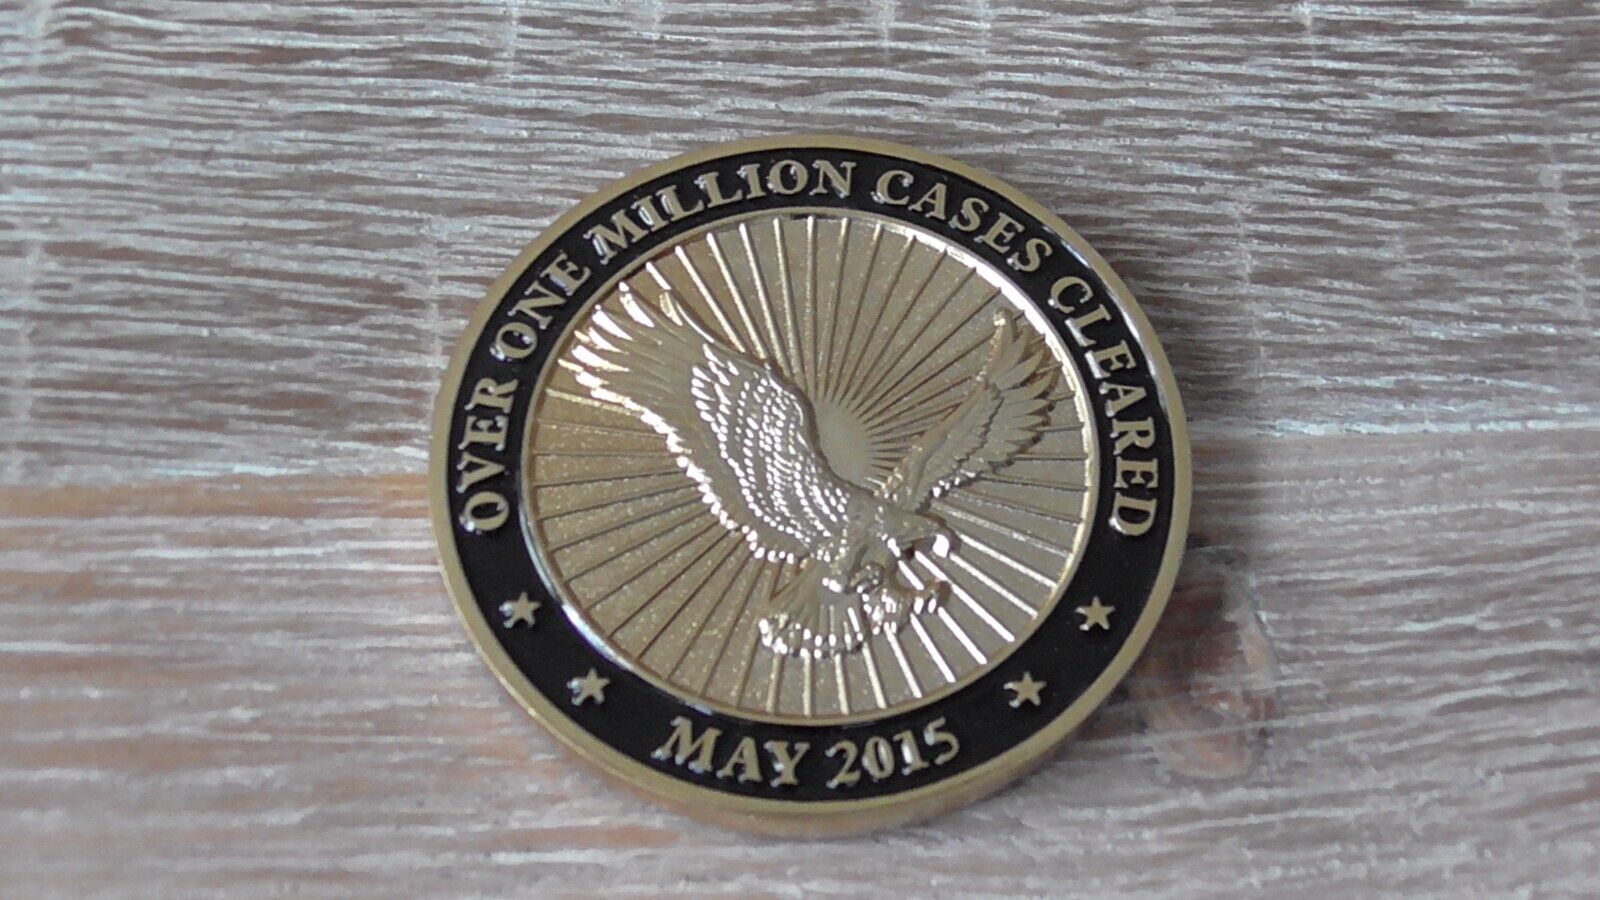 OVER ONE MILLION CASES CLEARED
MAY 2015